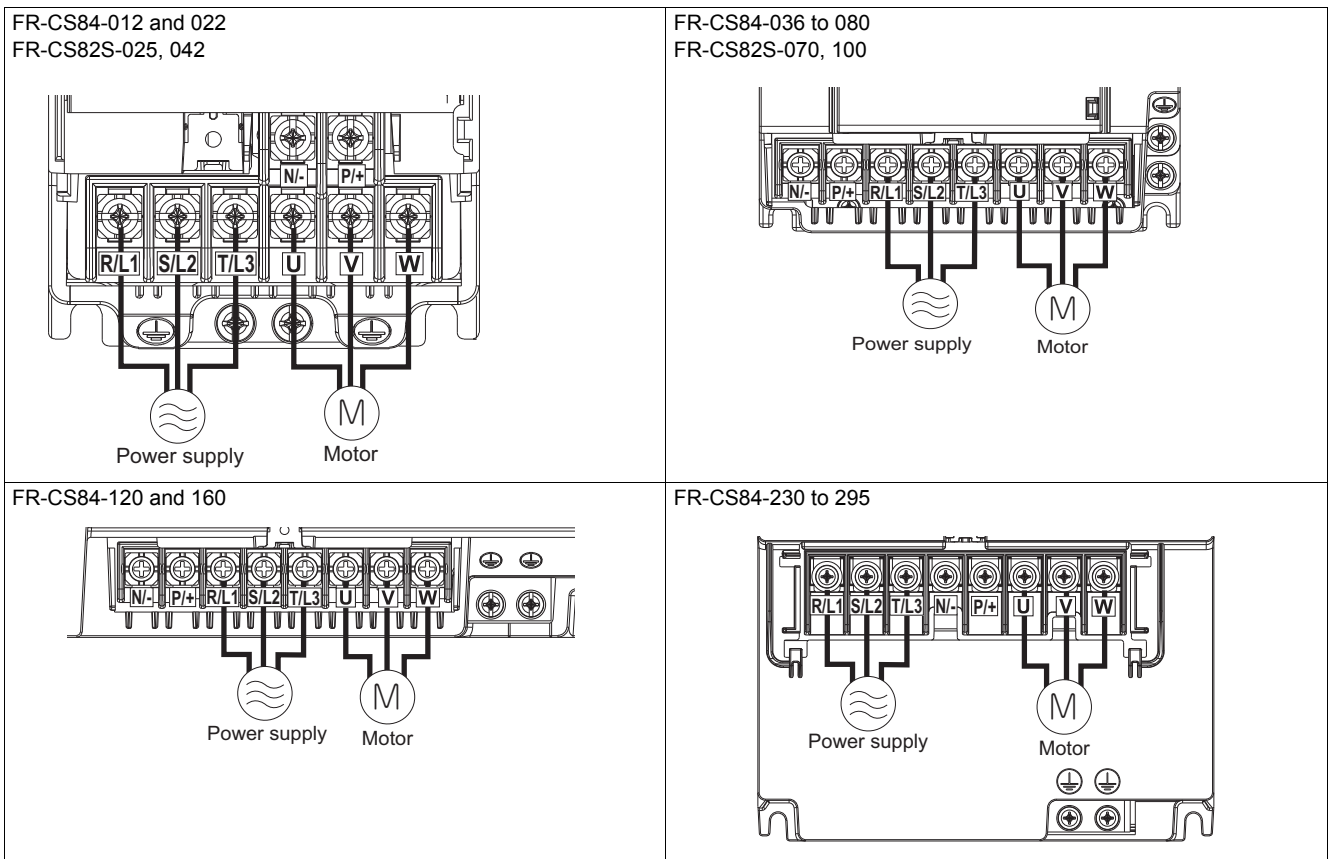 FR-CS84-012 and 022
FR-CS82S-025, 042
N/- P/+
R/L1 S/L2 T/L3 U V W
M
Power supply Motor
FR-CS84-036 to 080
FR-CS82S-070, 100
N/- P/+ R/L1 S/L2 T/L3 U V W
M
Power supply Motor
FR-CS84-120 and 160
N/- P/+ R/L1 S/L2 T/L3 U V W
M
Power supply Motor
FR-CS84-230 to 295
R/L1 S/L2 T/L3 N/- P/+ U V W
M
Power supply Motor